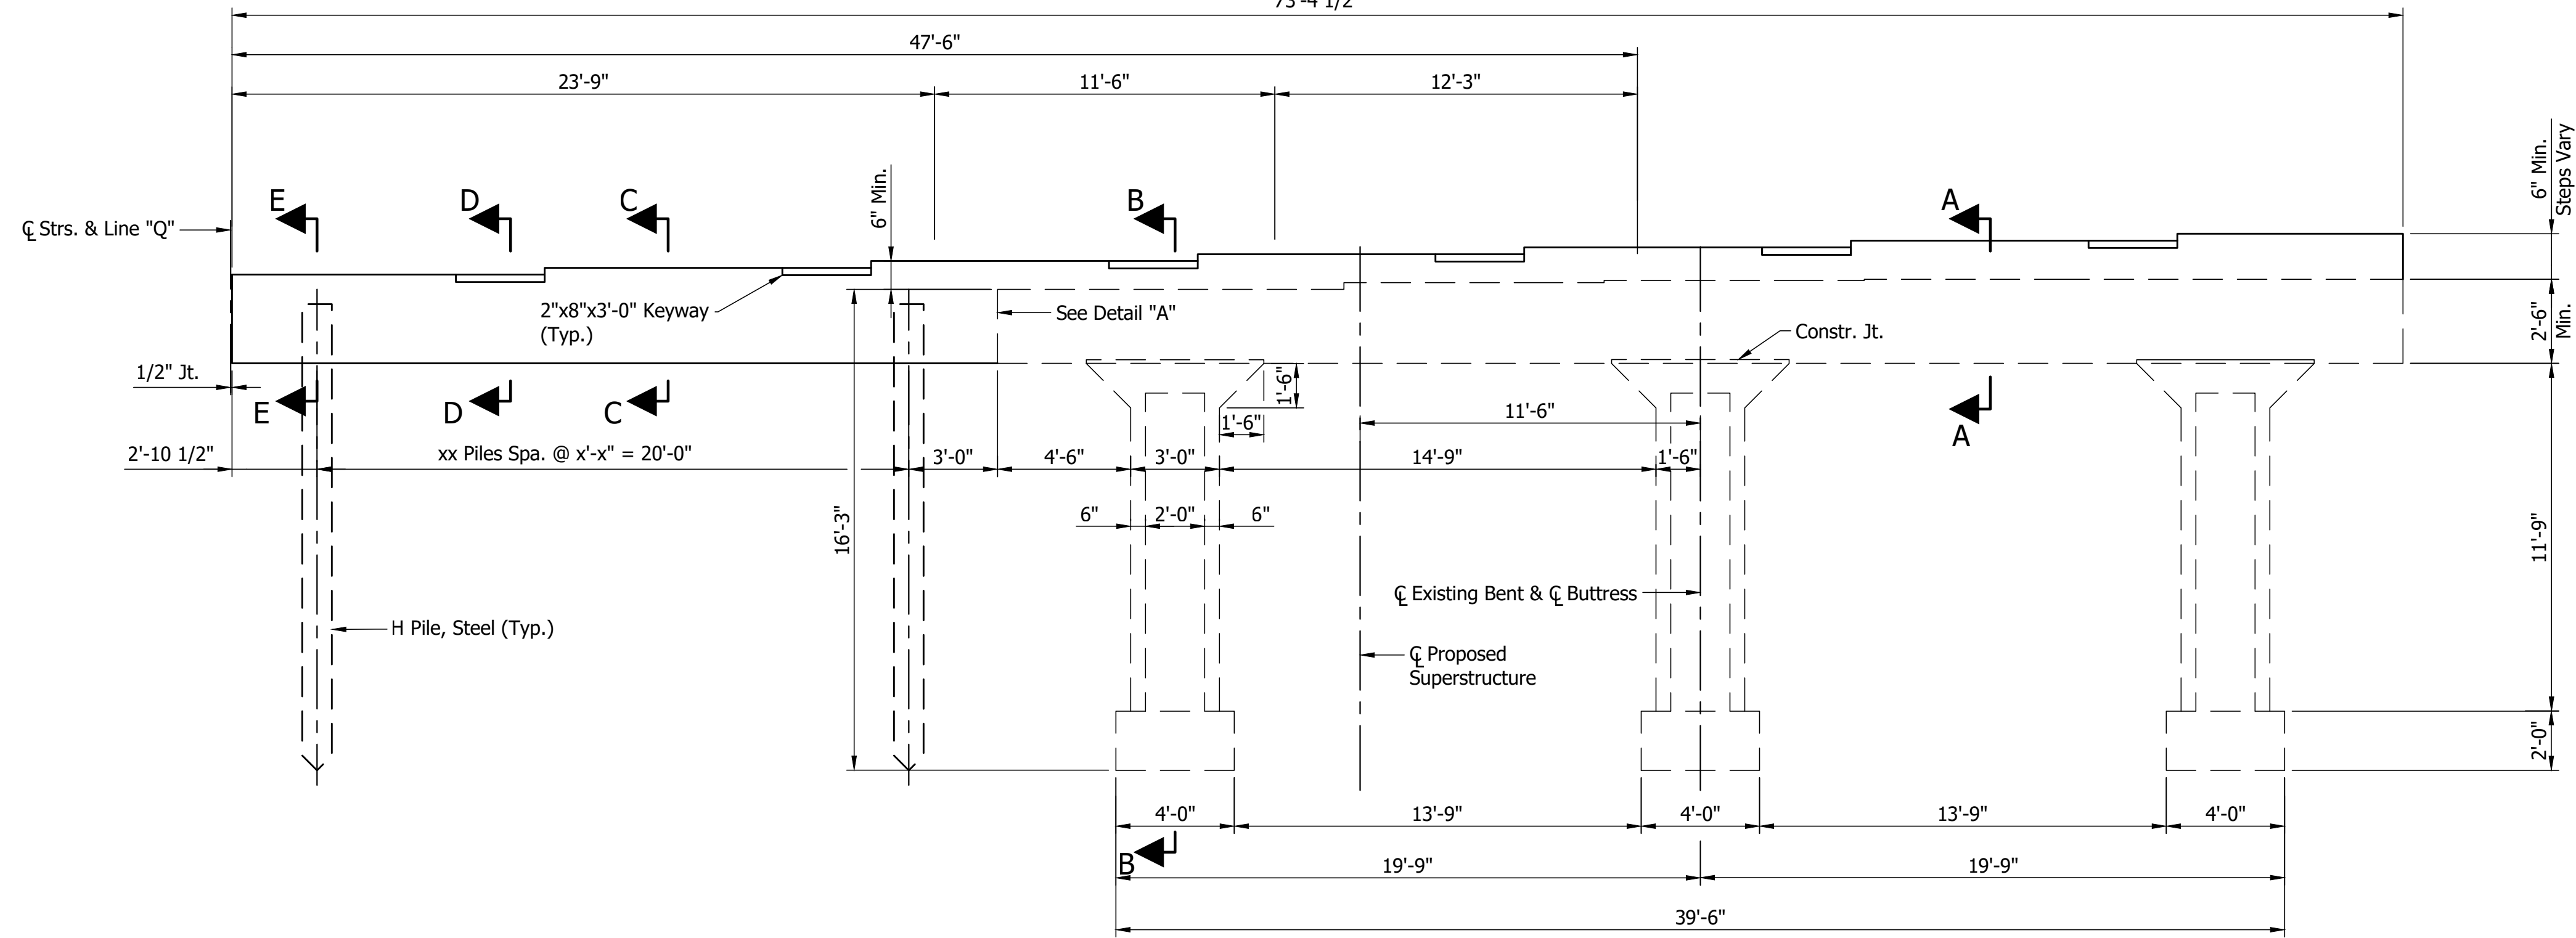 73'-4 1/2"
47'-6"
23'-9"
11'-6"
12'-3"
6" Min.
Steps Vary
6" Min.
E
D
C
B
A
℄ Strs. & Line "Q"
2"x8"x3'-0" Keyway
(Typ.)
See Detail "A"
Constr. Jt.
2'-6"
Min.
1/2" Jt.
1'-6"
1'-6"
E
D
C
11'-6"
A
2'-10 1/2"
xx Piles Spa. @ x'-x" = 20'-0"
3'-0"
4'-6"
3'-0"
14'-9"
1'-6"
16'-3"
6"
2'-0"
6"
11'-9"
℄ Existing Bent & ℄ Buttress
H Pile, Steel (Typ.)
℄ Proposed
Superstructure
2'-0"
4'-0"
13'-9"
4'-0"
13'-9"
4'-0"
B
19'-9"
19'-9"
39'-6"